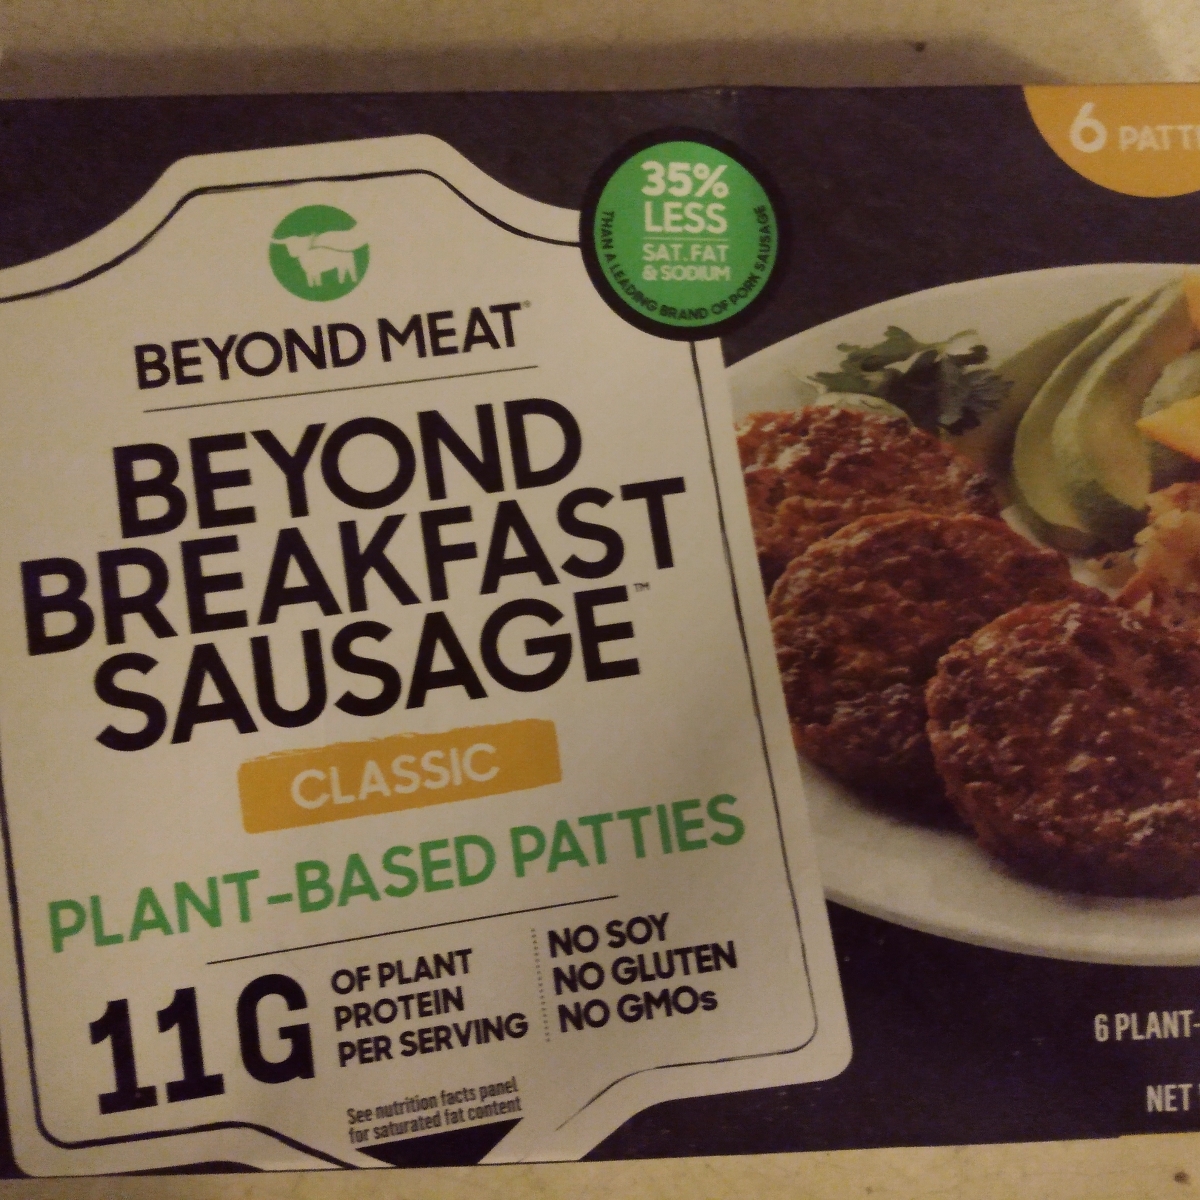 6 PATTI
35%
LESS
SAT. FAT
& SODIUM
THAN A LEADING BRAND OF PORK SAUSAGE
BEYOND MEAT®
BEYOND
BREAKFAST
SAUSAGE™
CLASSIC
PLANT-BASED PATTIES
11G
OF PLANT
PROTEIN
PER SERVING
NO SOY
NO GLUTEN
NO GMOs
See nutrition facts panel
for saturated fat content
6 PLANT-
NET